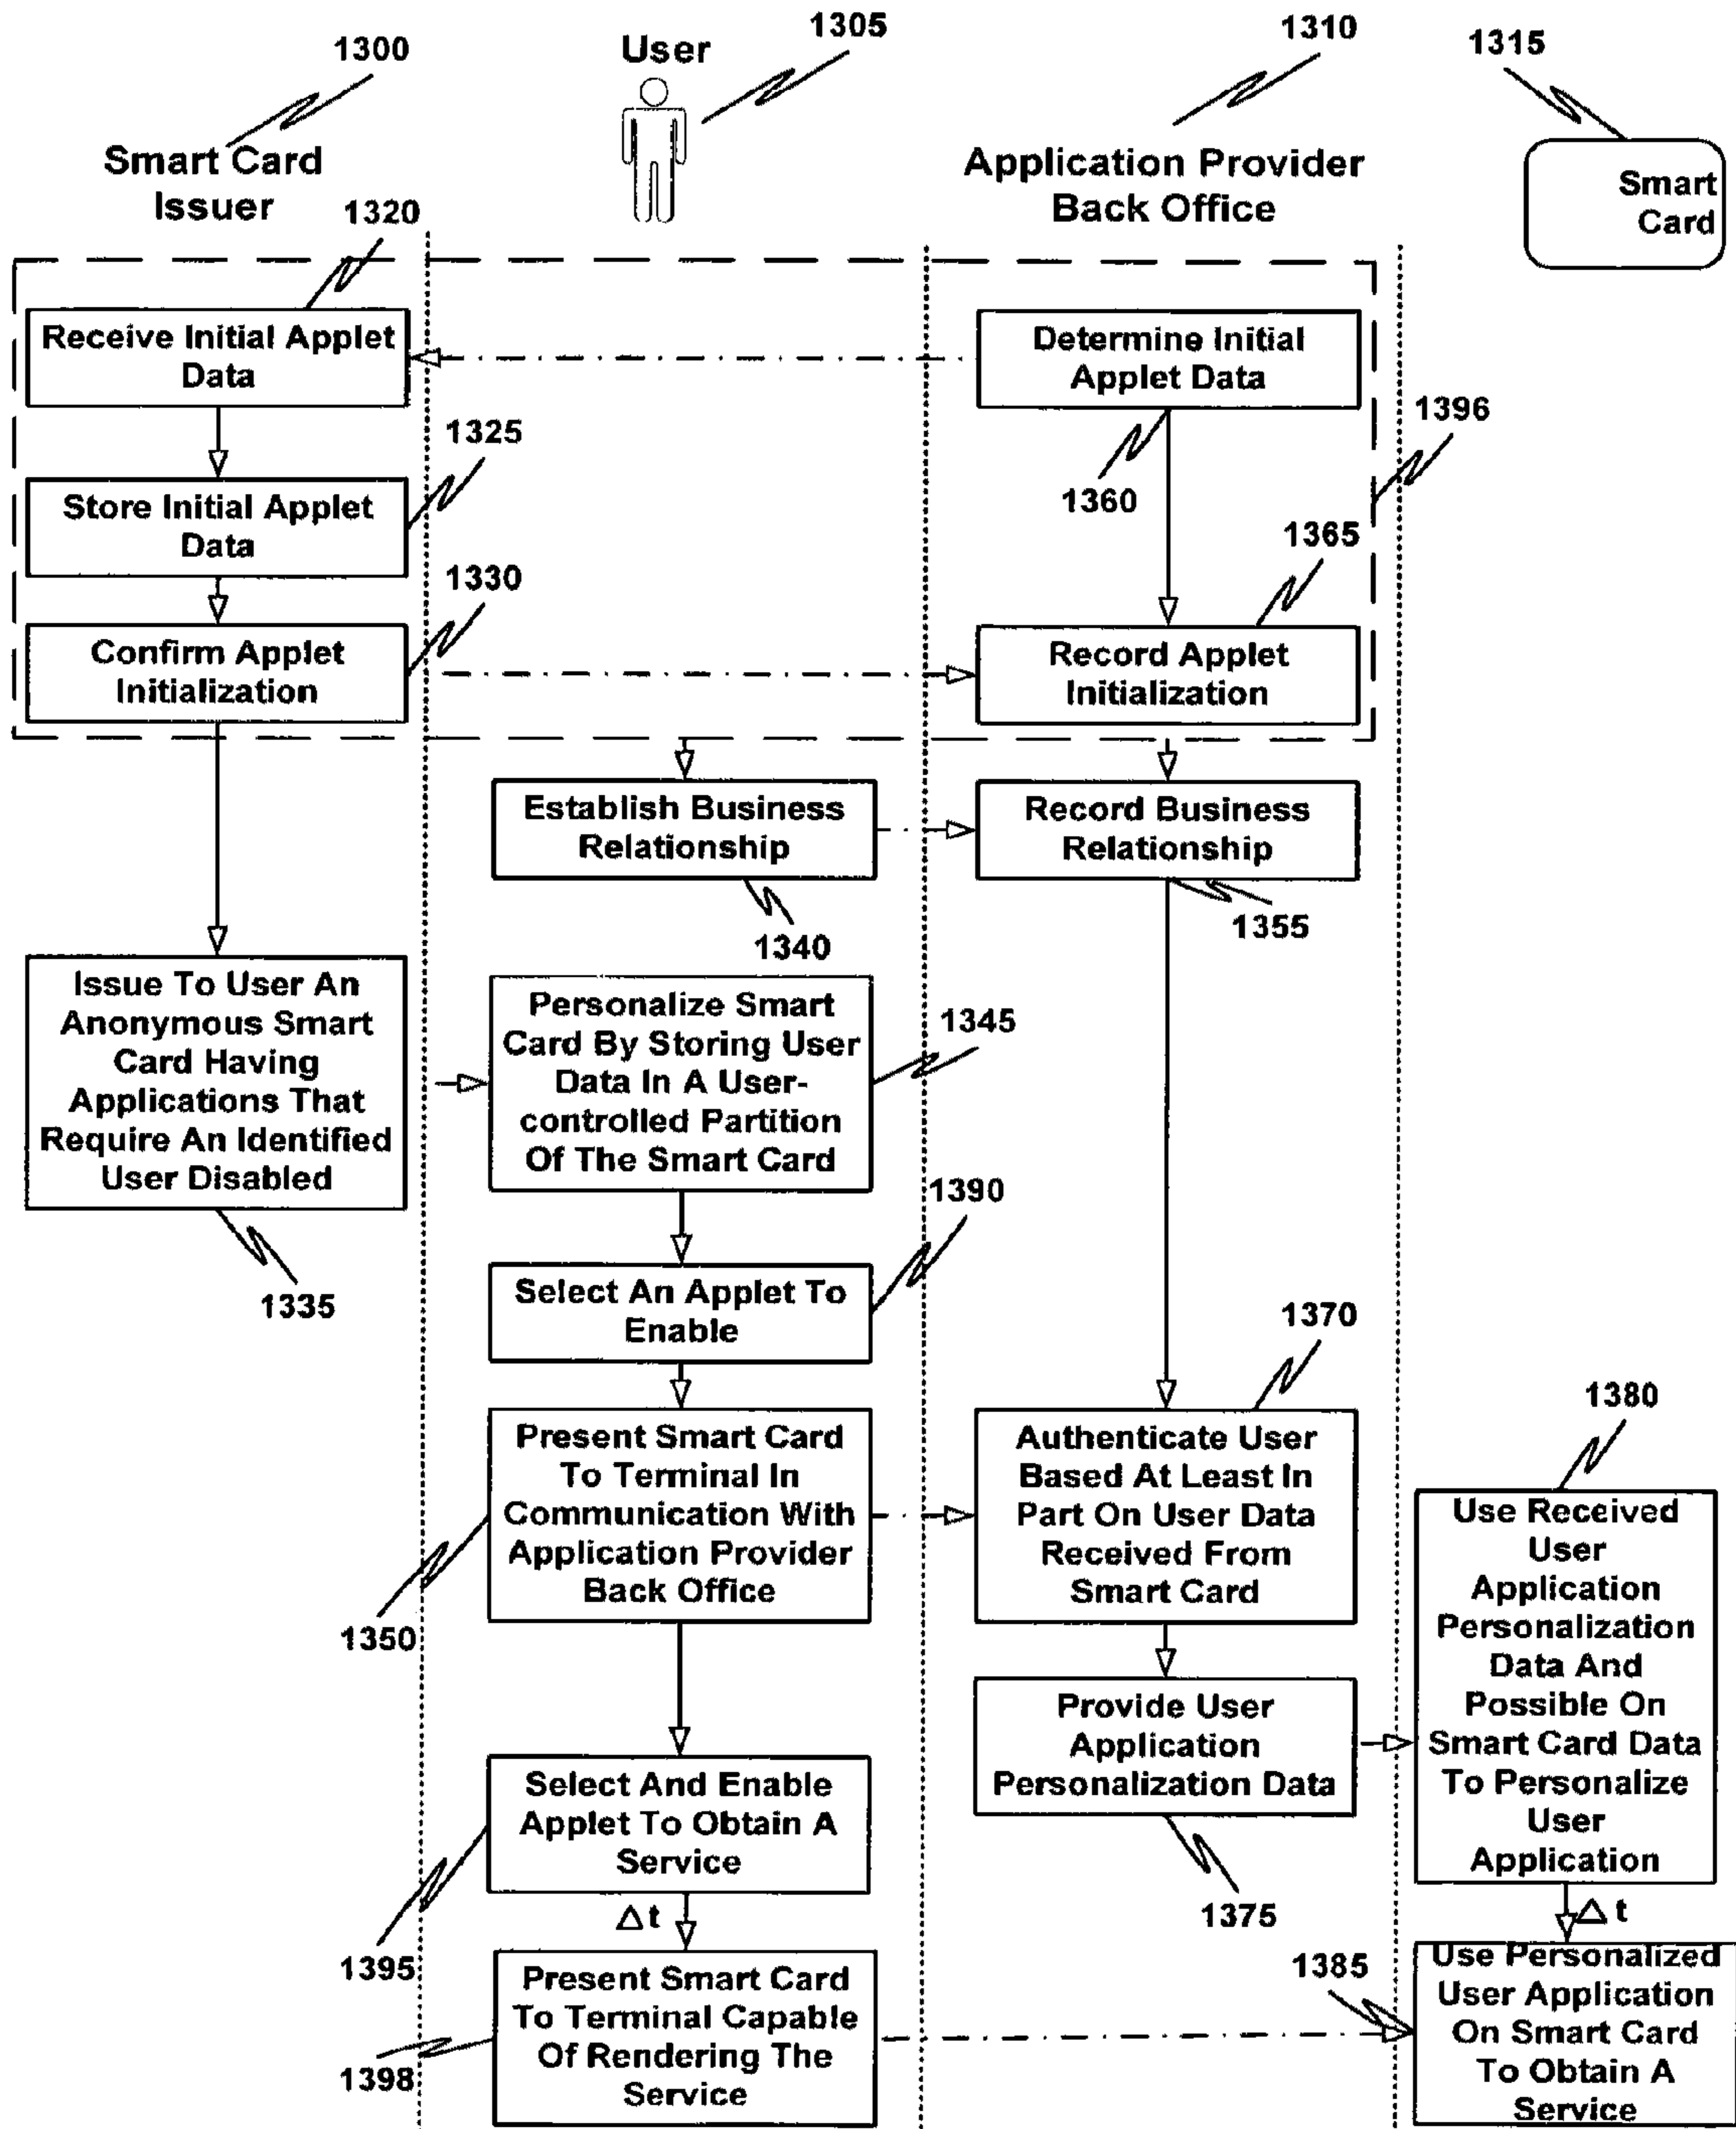 1300
User
1305
1310
1315
Smart Card
Issuer
Application Provider
Back Office
Smart
Card
1320
Receive Initial Applet
Data
Determine Initial
Applet Data
1396
1325
1360
Store Initial Applet
Data
1365
1330
Confirm Applet
Initialization
Record Applet
Initialization
Establish Business
Relationship
Record Business
Relationship
1340
1355
Issue To User An
Anonymous Smart
Card Having
Applications That
Require An Identified
User Disabled
1335
Personalize Smart
Card By Storing User
Data In A User-
controlled Partition
Of The Smart Card
1345
1390
Select An Applet To
Enable
1370
1380
Present Smart Card
To Terminal In
Communication With
Application Provider
Back Office
1350
Authenticate User
Based At Least In
Part On User Data
Received From
Smart Card
Use Received
User
Application
Personalization
Data And
Possible On
Smart Card Data
To Personalize
User
Application
Provide User
Application
Personalization Data
1375
Select And Enable
Applet To Obtain A
Service
1395
Δ t
Δ t
Present Smart Card
To Terminal Capable
Of Rendering The
Service
1398
1385
Use Personalized
User Application
On Smart Card
To Obtain A
Service